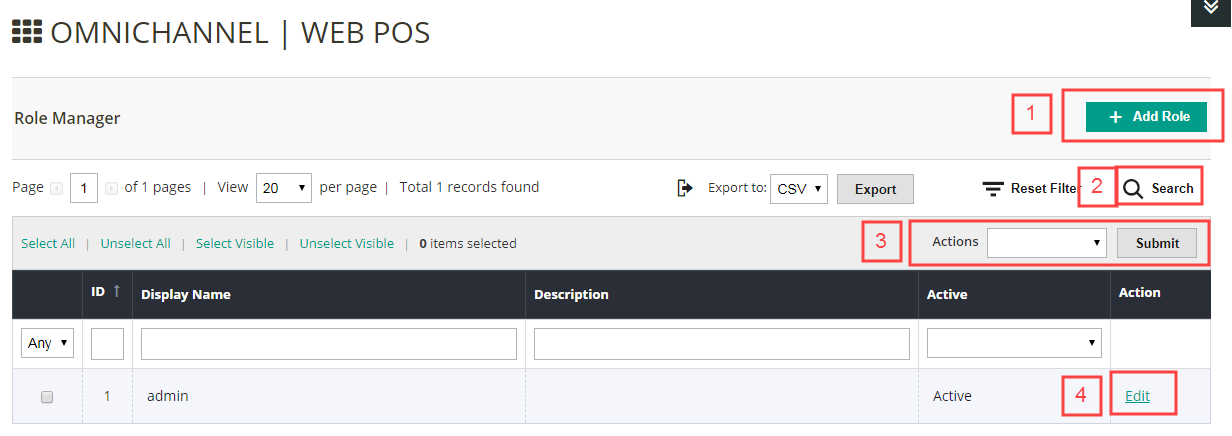 OMNICHANNEL | WEB POS
Role Manager
1
+ Add Role
Page 1 of 1 pages | View 20 per page | Total 1 records found
Export to: CSV Export
Reset Filter
2
Search
Select All | Unselect All | Select Visible | Unselect Visible | 0 items selected
3
Actions Submit
ID ↑ Display Name Description Active Action
Any
1 admin Active
4
Edit